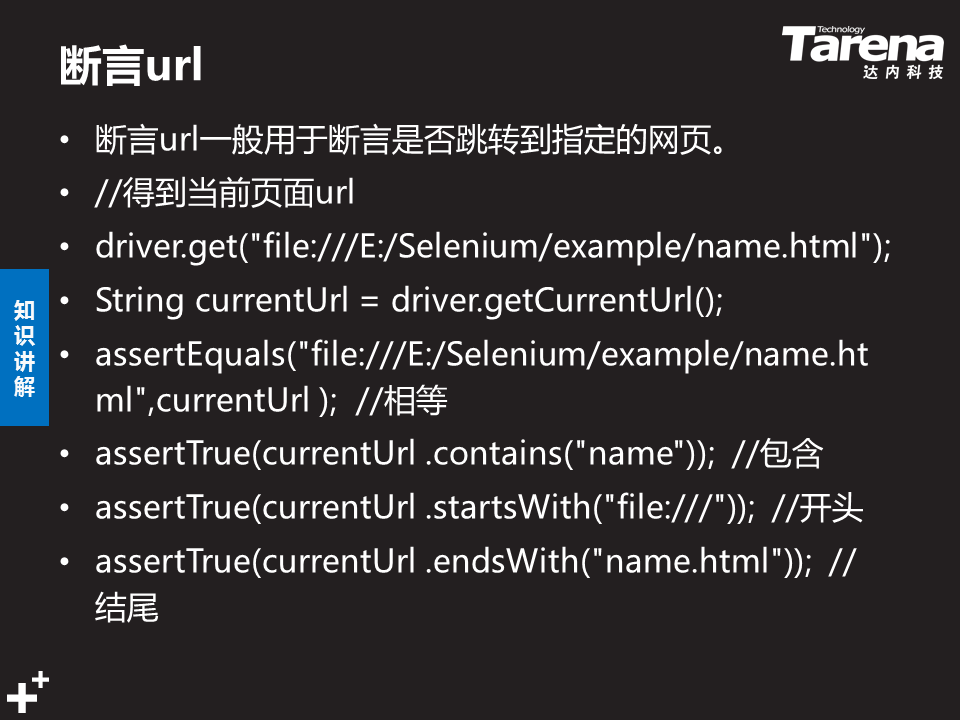 断言url
Technology
Tarena
达内科技
• 断言url一般用于断言是否跳转到指定的网页。
• //得到当前页面url
• driver.get("file:///E:/Selenium/example/name.html");
• String currentUrl = driver.getCurrentUrl();
• assertEquals("file:///E:/Selenium/example/name.ht
ml",currentUrl );  //相等
• assertTrue(currentUrl .contains("name"));  //包含
• assertTrue(currentUrl .startsWith("file:///"));  //开头
• assertTrue(currentUrl .endsWith("name.html"));  //
结尾
知
识
讲
解